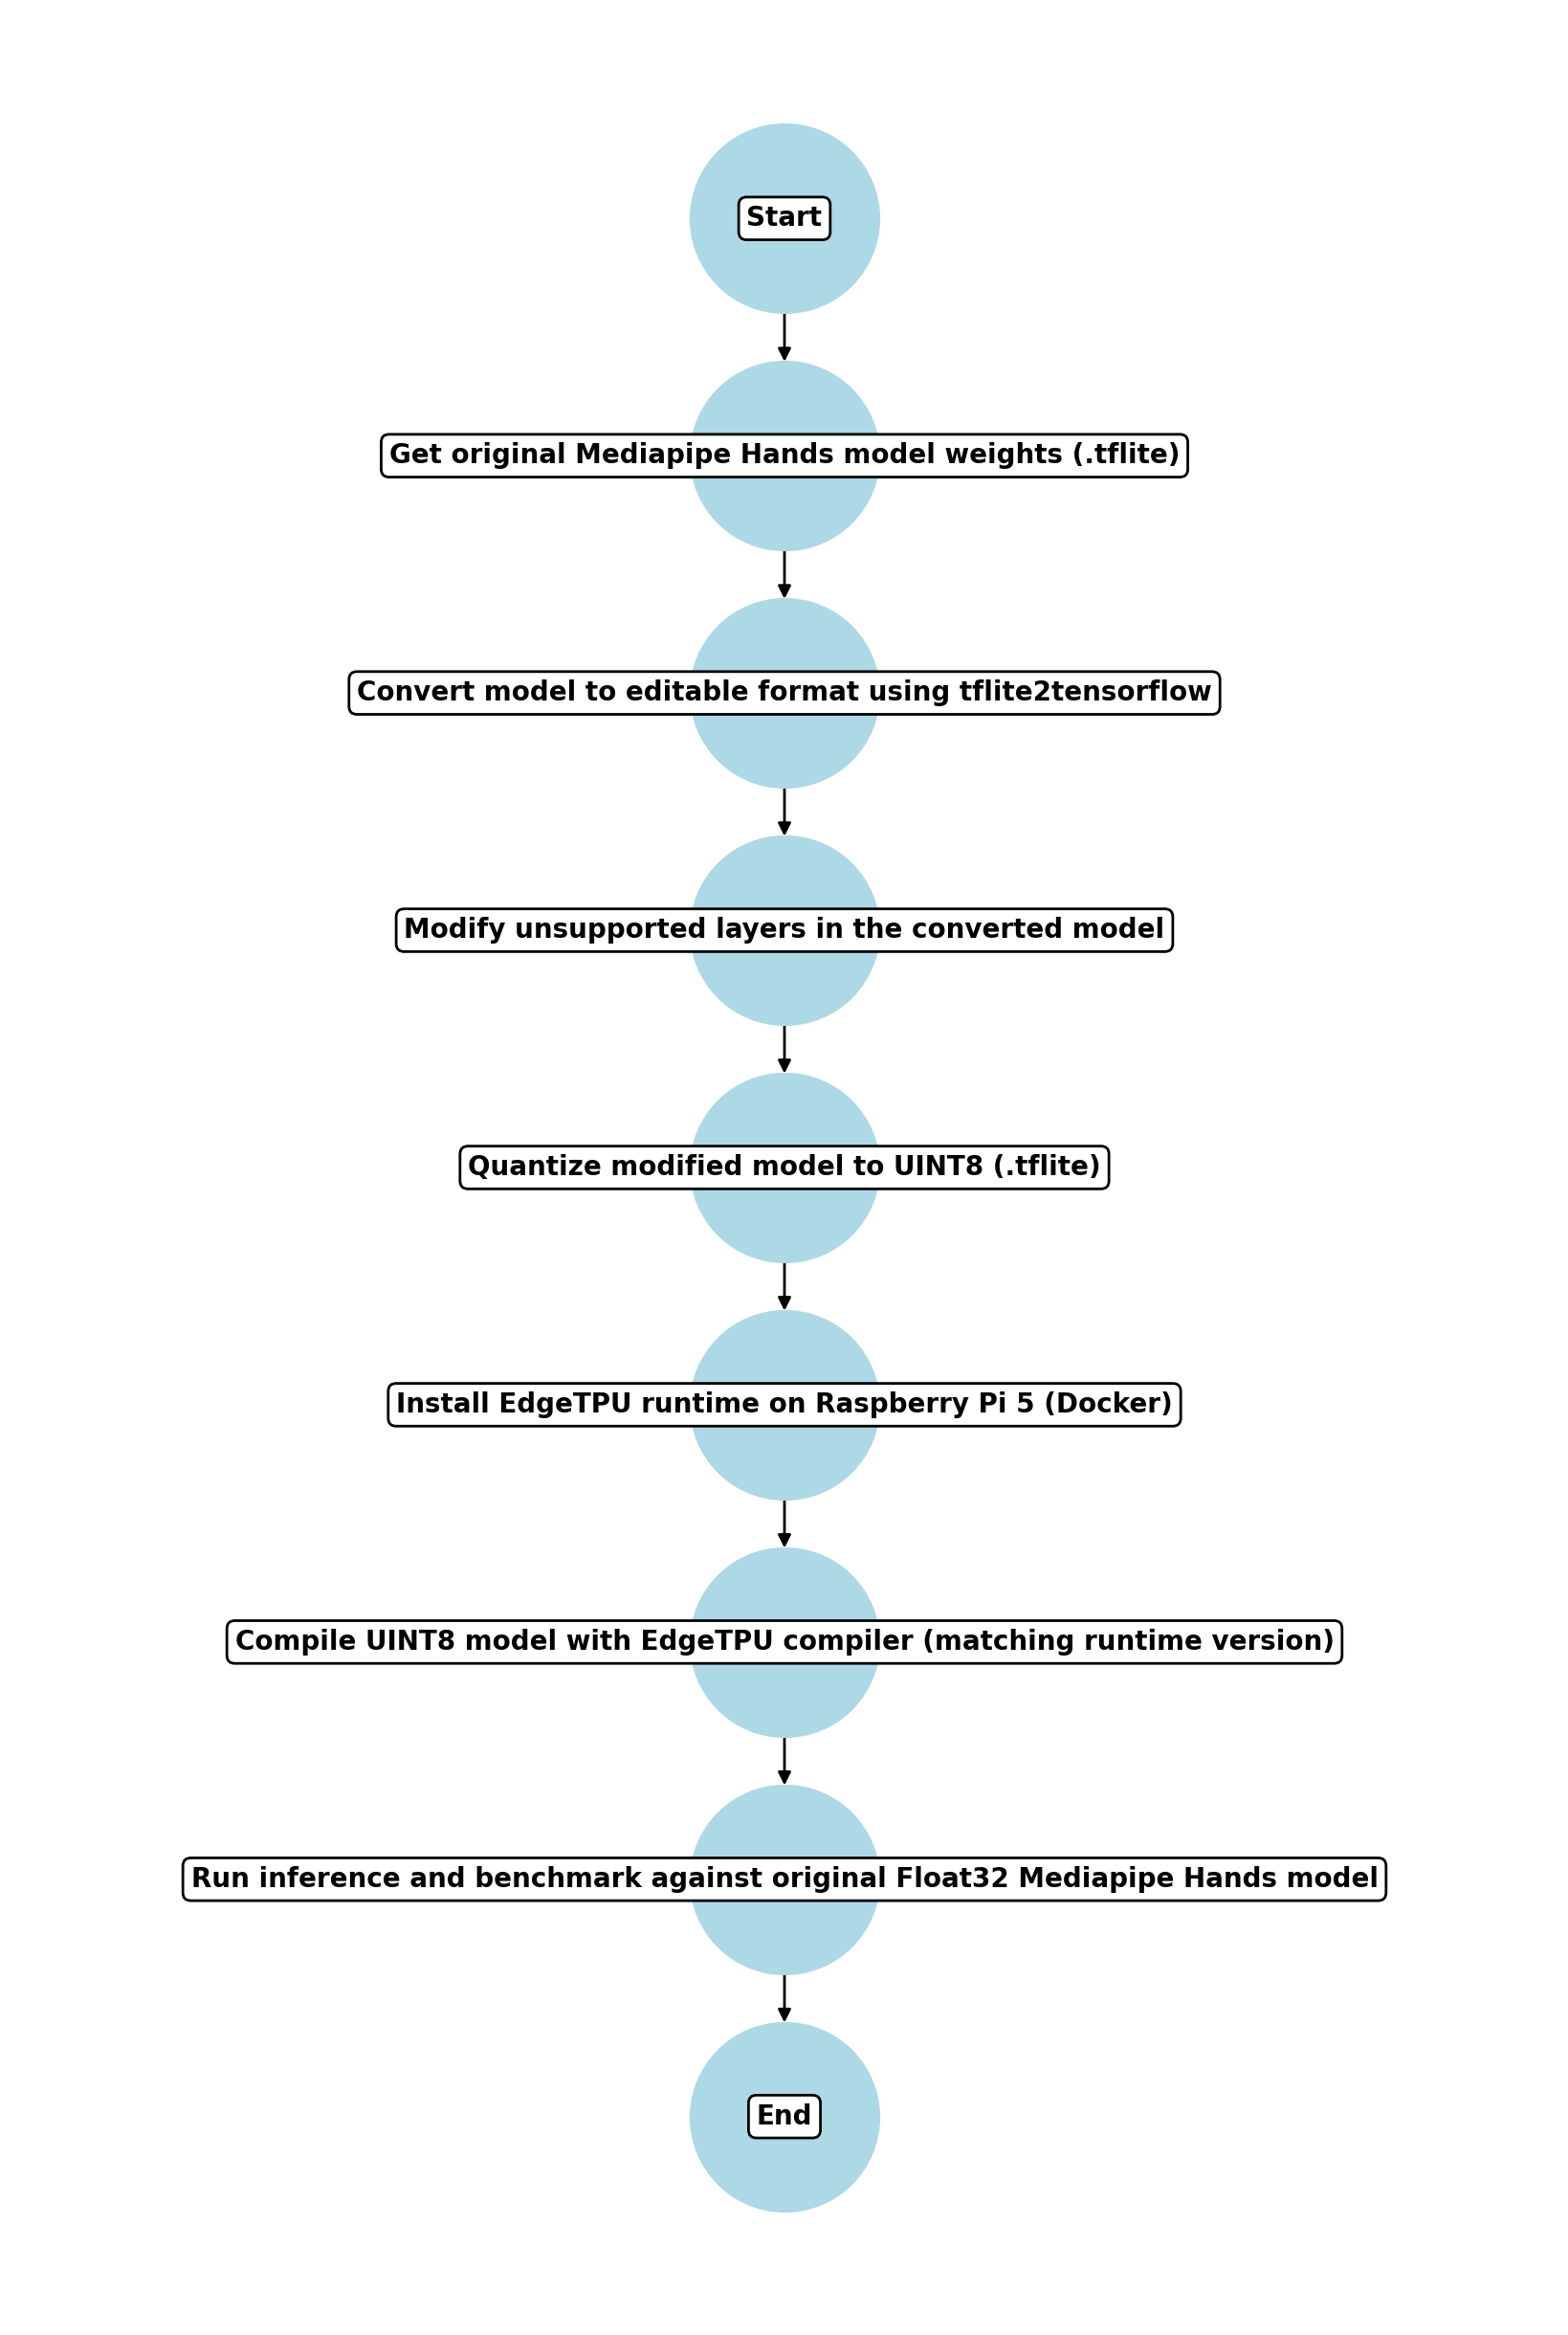 Start
Get original Mediapipe Hands model weights (.tflite)
Convert model to editable format using tflite2tensorflow
Modify unsupported layers in the converted model
Quantize modified model to UINT8 (.tflite)
Install EdgeTPU runtime on Raspberry Pi 5 (Docker)
Compile UINT8 model with EdgeTPU compiler (matching runtime version)
Run inference and benchmark against original Float32 Mediapipe Hands model
End